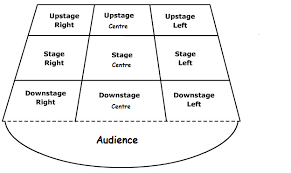 Upstage
Right
Upstage
Centre
Upstage
Left
Stage
Right
Stage
Centre
Stage
Left
Downstage
Right
Downstage
Centre
Downstage
Left
Audience